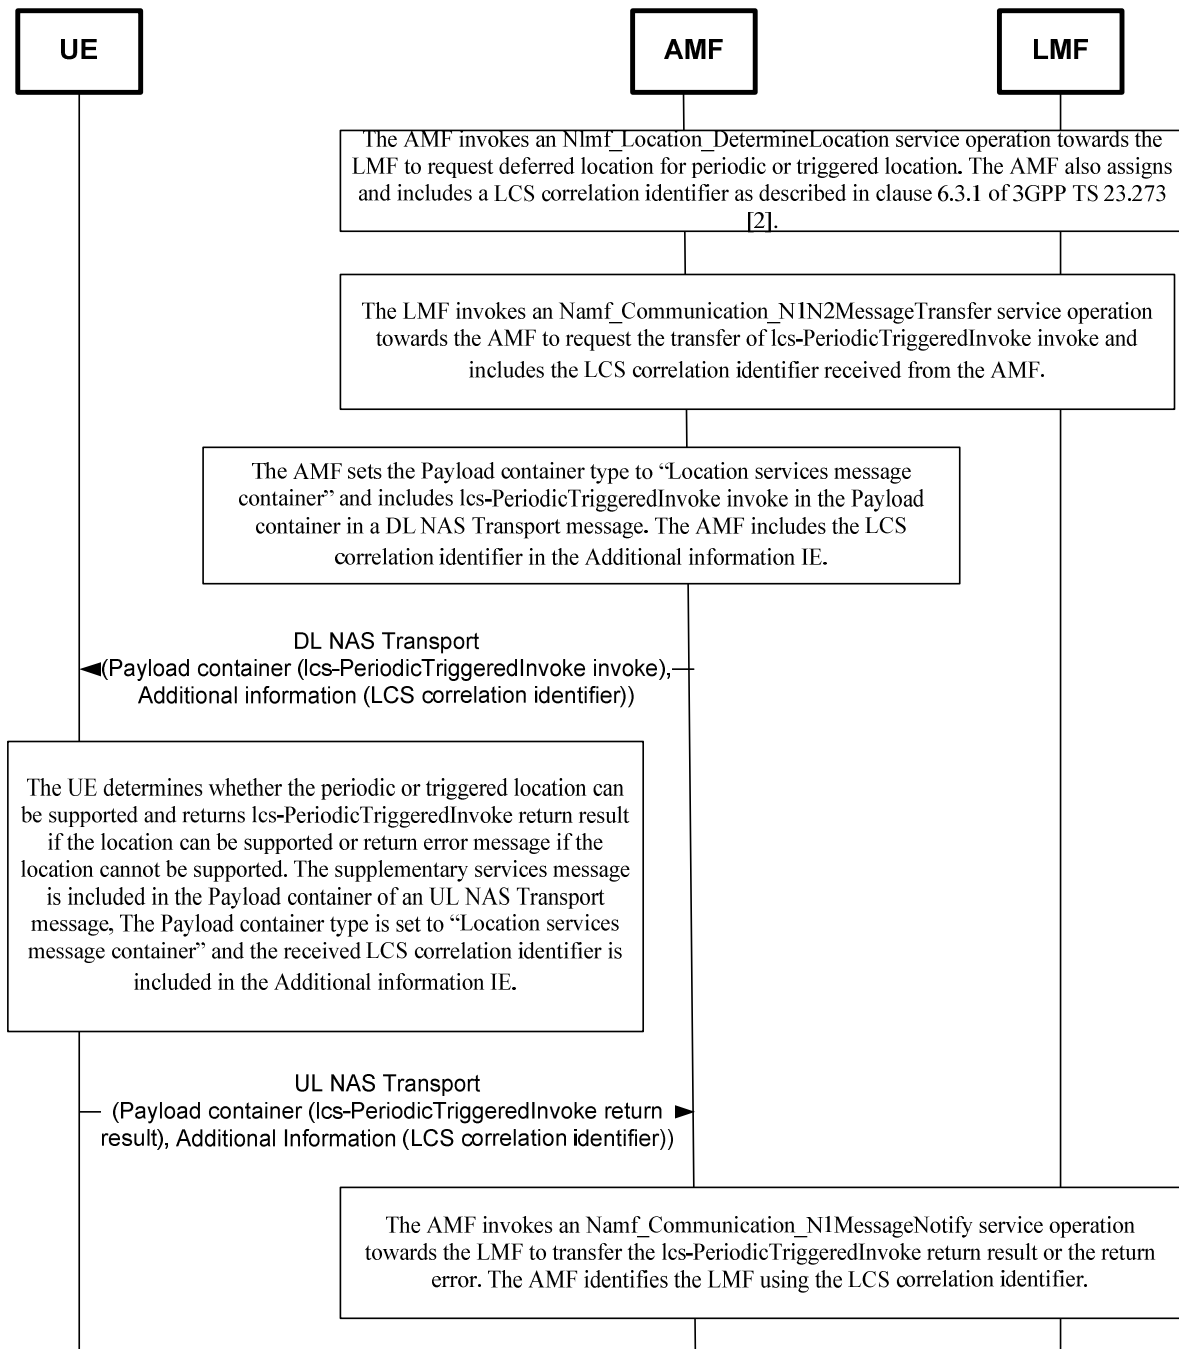 UE
AMF
LMF
The AMF invokes an Nlmf_Location_DetermineLocation service operation towards the
LMF to request deferred location for periodic or triggered location. The AMF also assigns
and includes a LCS correlation identifier as described in clause 6.3.1 of 3GPP TS 23.273
[2].
The LMF invokes an Namf_Communication_N1N2MessageTransfer service operation
towards the AMF to request the transfer of lcs-PeriodicTriggeredInvoke invoke and
includes the LCS correlation identifier received from the AMF.
The AMF sets the Payload container type to “Location services message
container” and includes lcs-PeriodicTriggeredInvoke invoke in the Payload
container in a DL NAS Transport message. The AMF includes the LCS
correlation identifier in the Additional information IE.
DL NAS Transport
(Payload container (lcs-PeriodicTriggeredInvoke invoke),
Additional information (LCS correlation identifier))
The UE determines whether the periodic or triggered location can
be supported and returns lcs-PeriodicTriggeredInvoke return result
if the location can be supported or return error message if the
location cannot be supported. The supplementary services message
is included in the Payload container of an UL NAS Transport
message, The Payload container type is set to “Location services
message container” and the received LCS correlation identifier is
included in the Additional information IE.
UL NAS Transport
(Payload container (lcs-PeriodicTriggeredInvoke return
result), Additional Information (LCS correlation identifier))
The AMF invokes an Namf_Communication_N1MessageNotify service operation
towards the LMF to transfer the lcs-PeriodicTriggeredInvoke return result or the return
error. The AMF identifies the LMF using the LCS correlation identifier.